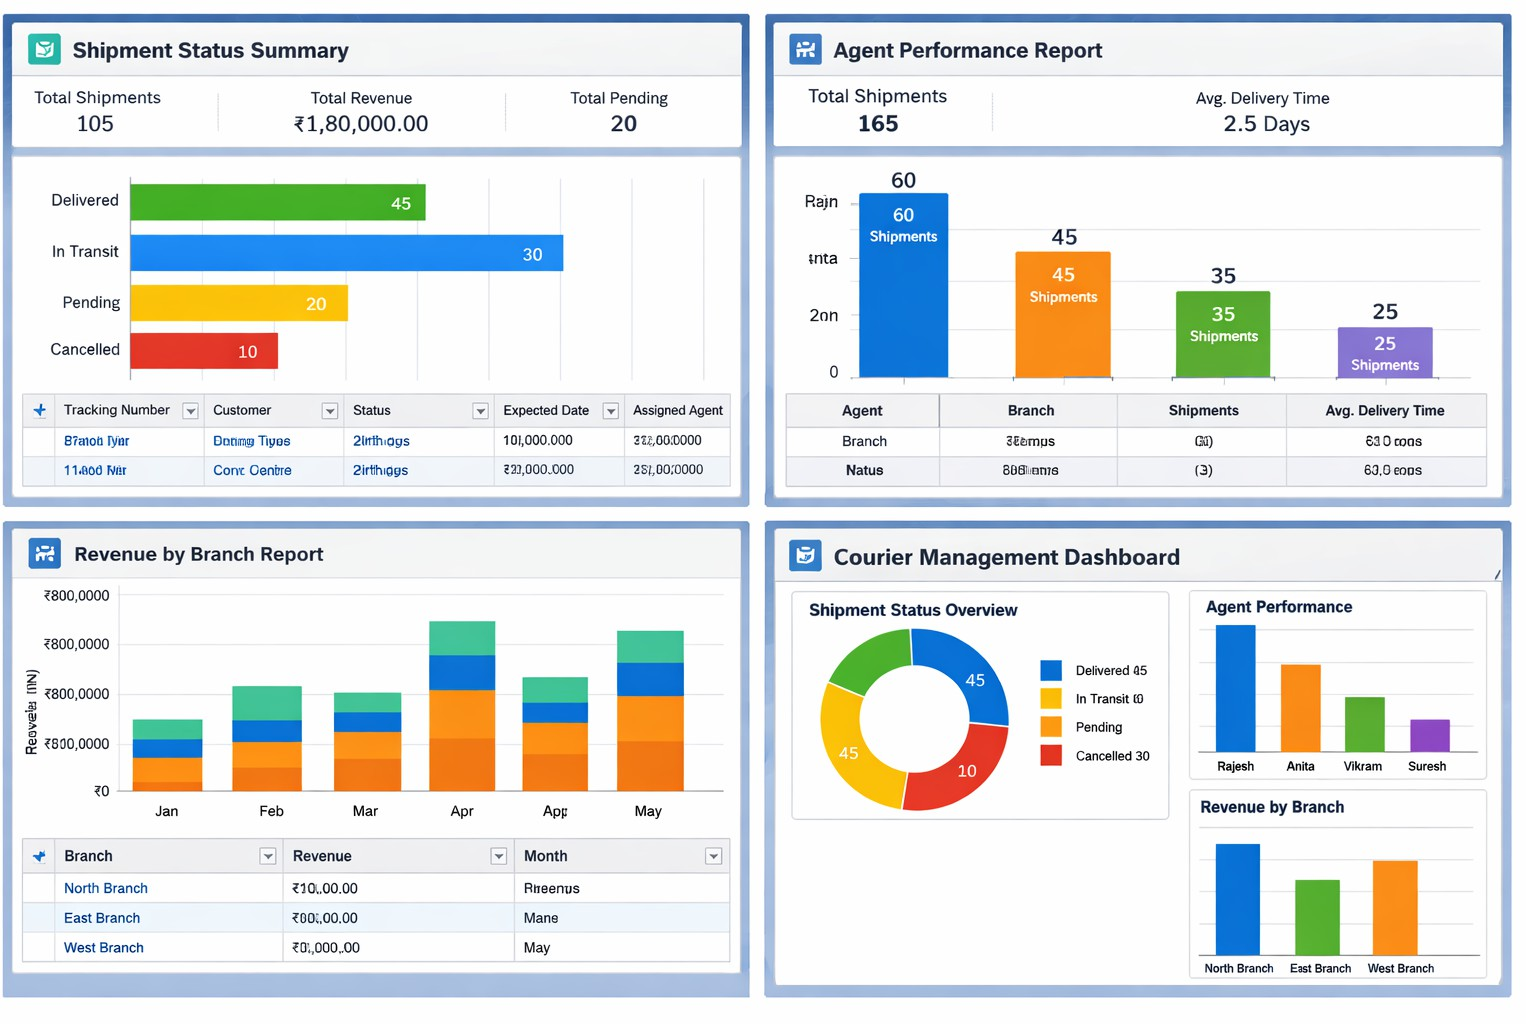 Shipment Status Summary
Total Shipments
105
Total Revenue
₹1,80,000.00
Total Pending
20
Delivered
45
In Transit
30
Pending
20
Cancelled
10
Tracking Number
Customer
Status
Expected Date
Assigned Agent
Agent Performance Report
Total Shipments
165
Avg. Delivery Time
2.5 Days
60
60
Shipments
45
45
Shipments
35
35
Shipments
25
25
Shipments
0
Agent
Branch
Shipments
Avg. Delivery Time
Branch
Natus
Revenue by Branch Report
₹800,0000
₹800,0000
₹800,0000
₹800,0000
₹0
Jan
Feb
Mar
Apr
App
May
Branch
Revenue
Month
North Branch
East Branch
Mane
West Branch
May
Courier Management Dashboard
Shipment Status Overview
45
45
10
Delivered 45
In Transit
Pending
Cancelled 30
Agent Performance
Rajesh
Anita
Vikram
Suresh
Revenue by Branch
North Branch
East Branch
West Branch